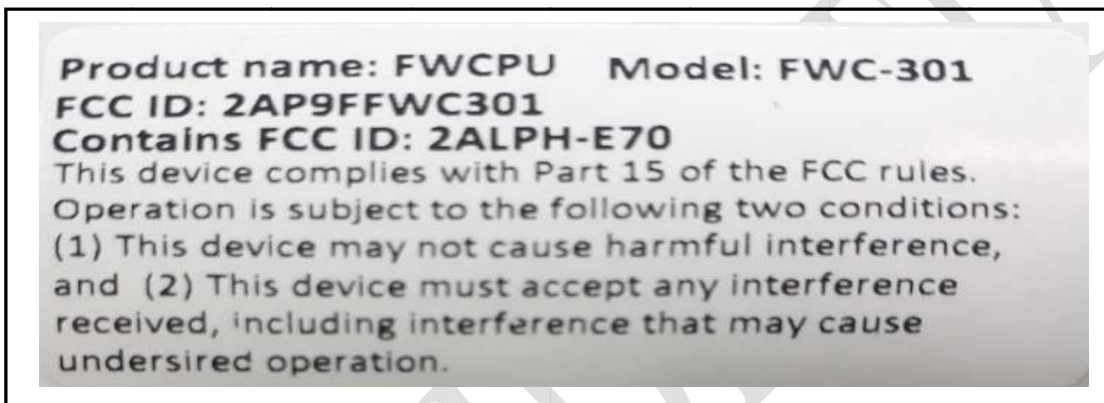 Product name: FWCPU Model: FWC-301
FCC ID: 2AP9FFWC301
Contains FCC ID: 2ALPH-E70
This device complies with Part 15 of the FCC rules.
Operation is subject to the following two conditions:
(1) This device may not cause harmful interference,
and (2) This device must accept any interference
received, including interference that may cause
undersired operation.